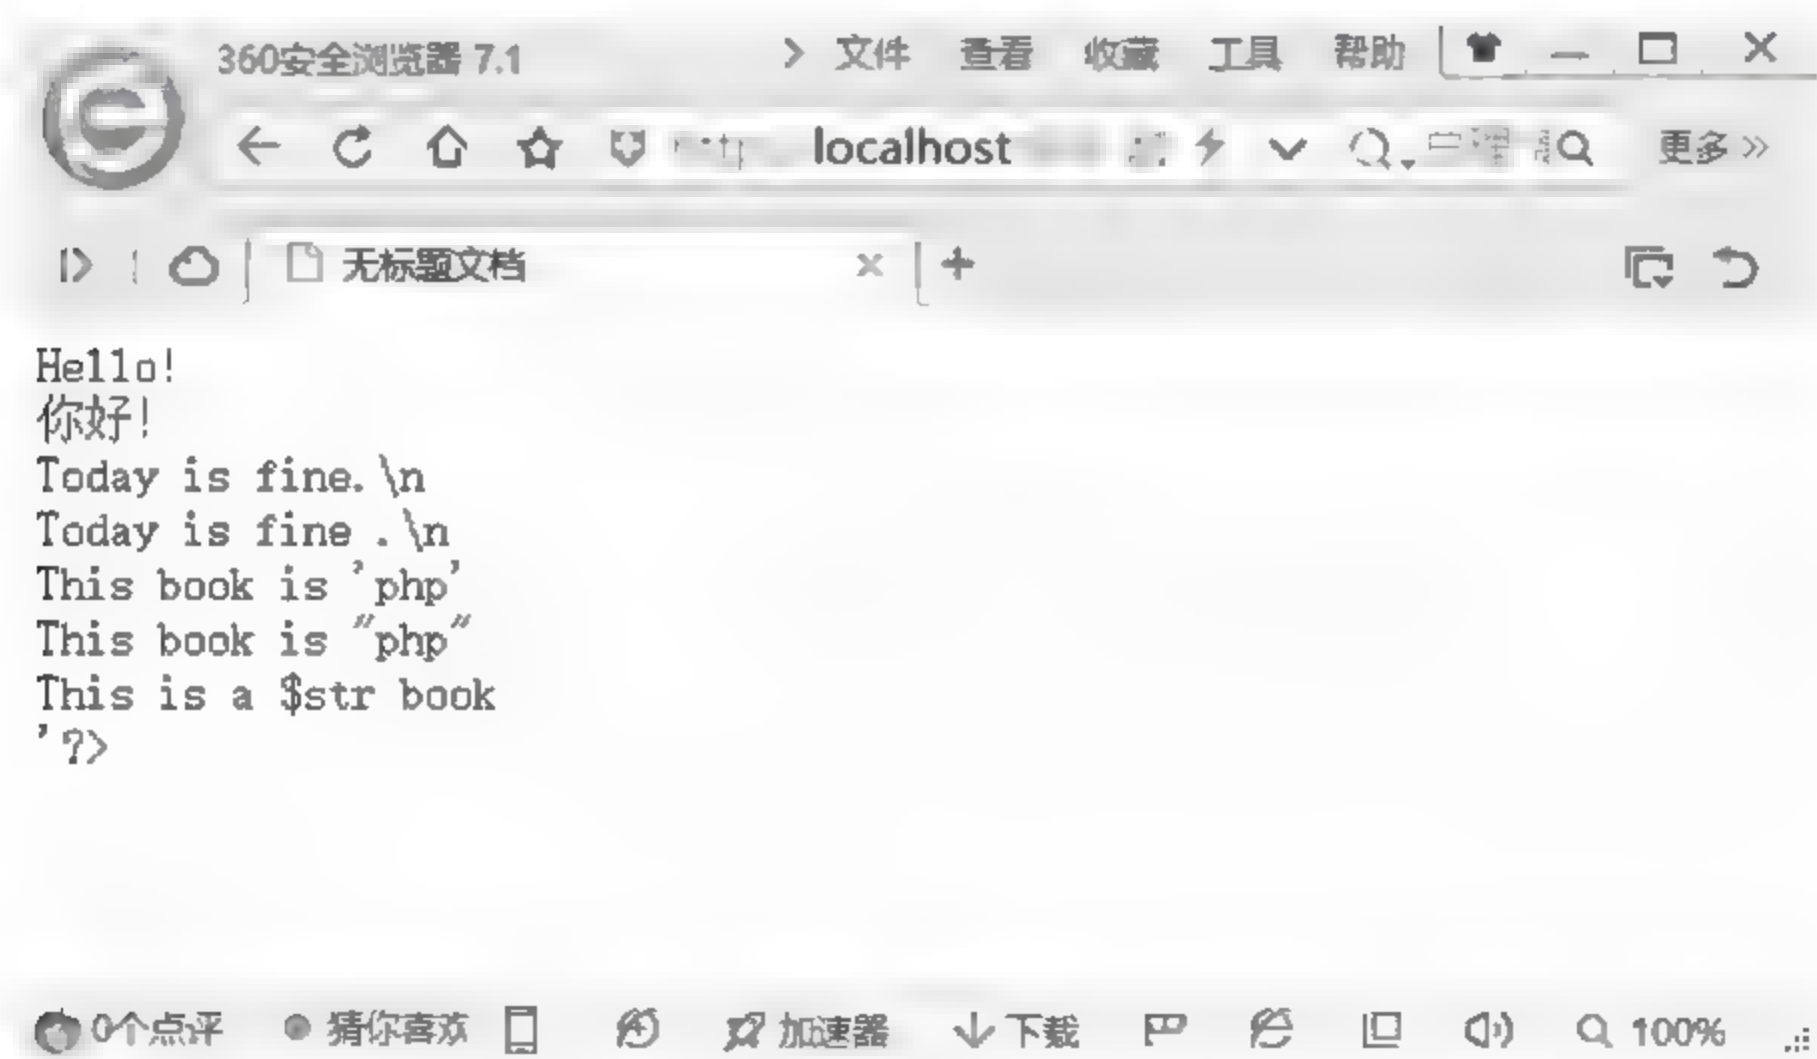 360安全浏览器 7.1 > 文件 查看 收藏 工具 帮助
localhost 更多 »
无标题文档
Hello!
你好!
Today is fine.\n
Today is fine .\n
This book is 'php'
This book is "php"
This is a $str book
'?>
0个点评 猜你喜欢 加速器 下载 100%